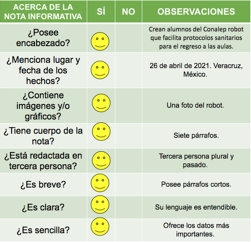 ACERCA DE LA
NOTA INFORMATIVA
SÍ
NO
OBSERVACIONES
¿Posee
encabezado?
Crean alumnos del Conalep robot
que facilita protocolos sanitarios
para el regreso a las aulas.
¿Menciona lugar y
fecha de los
hechos?
26 de abril de 2021. Veracruz,
México.
¿Contiene
imágenes y/o
gráficos?
Una foto del robot.
¿Tiene cuerpo de la
nota?
Siete párrafos.
¿Está redactada en
tercera persona?
Tercera persona plural y
pasado.
¿Es breve?
Posee párrafos cortos.
¿Es clara?
Su lenguaje es entendible.
¿Es sencilla?
Ofrece los datos más
importantes.